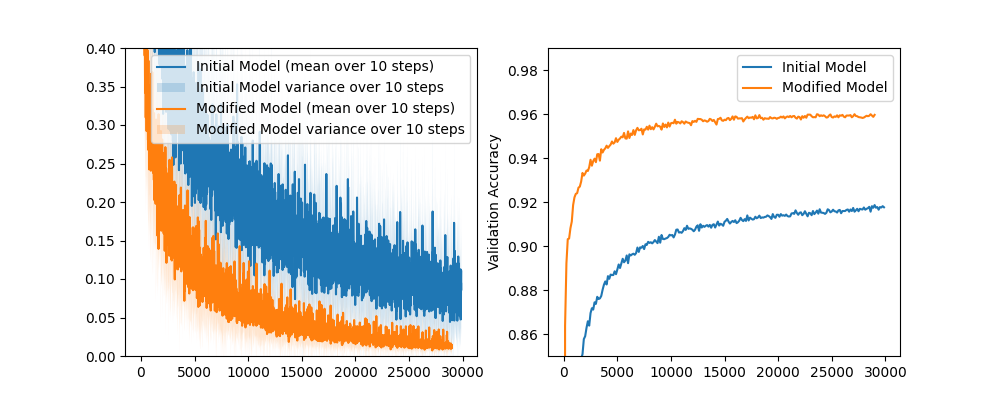 0.40
0.35
0.30
0.25
0.20
0.15
0.10
0.05
0.00
0 5000 10000 15000 20000 25000 30000
Initial Model (mean over 10 steps)
Initial Model variance over 10 steps
Modified Model (mean over 10 steps)
Modified Model variance over 10 steps
Validation Accuracy
0.98
0.96
0.94
0.92
0.90
0.88
0.86
0 5000 10000 15000 20000 25000 30000
Initial Model
Modified Model